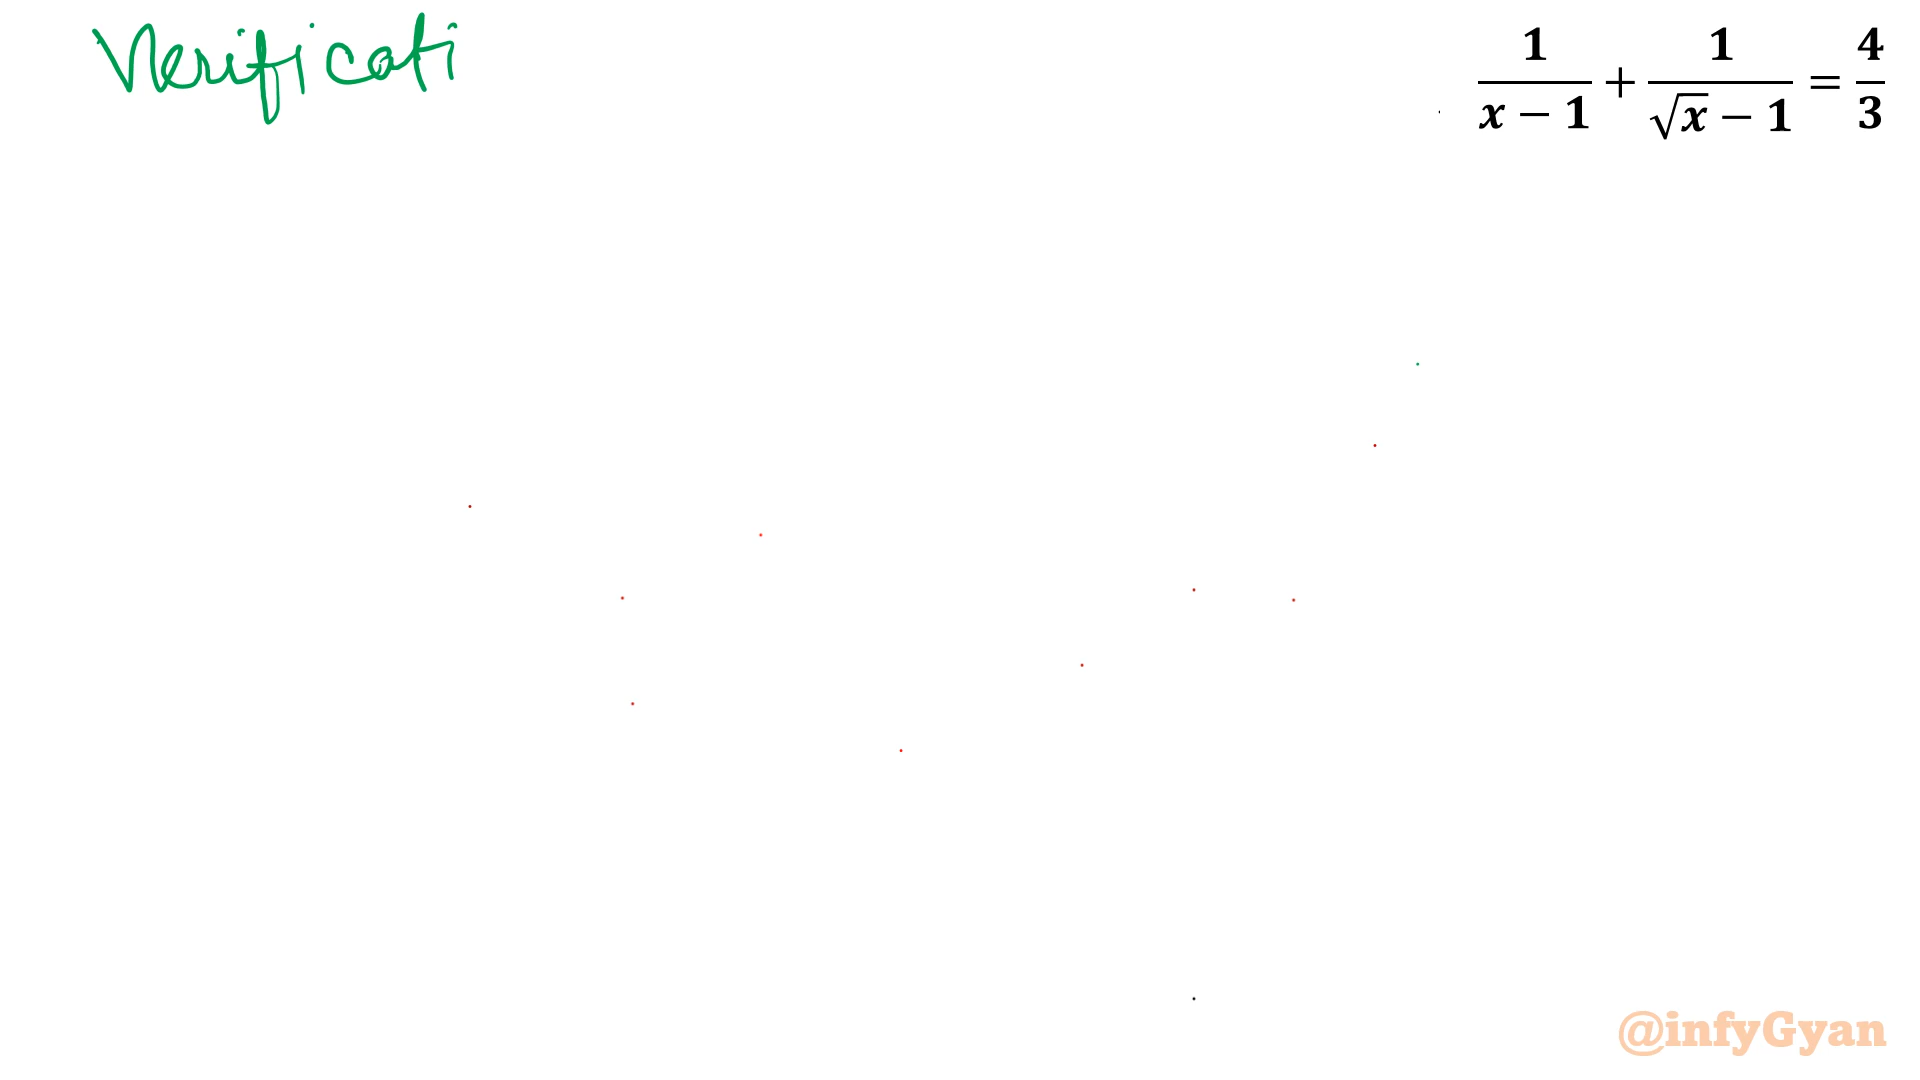 Verificati
1/(x − 1) + 1/(√x − 1) = 4/3
@infyGyan